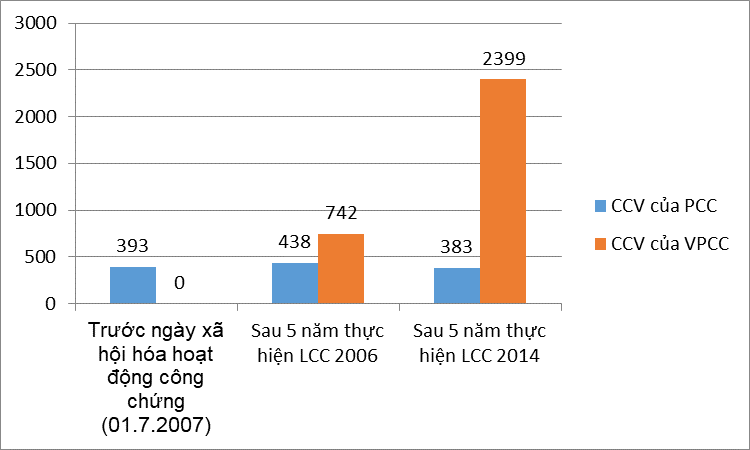 3000
2500
2000
1500
1000
500
0
393
0
438
742
383
2399
Trước ngày xã
hội hóa hoạt
động công
chứng
(01.7.2007)
Sau 5 năm thực
hiện LCC 2006
Sau 5 năm thực
hiện LCC 2014
CCV của PCC
CCV của VPCC